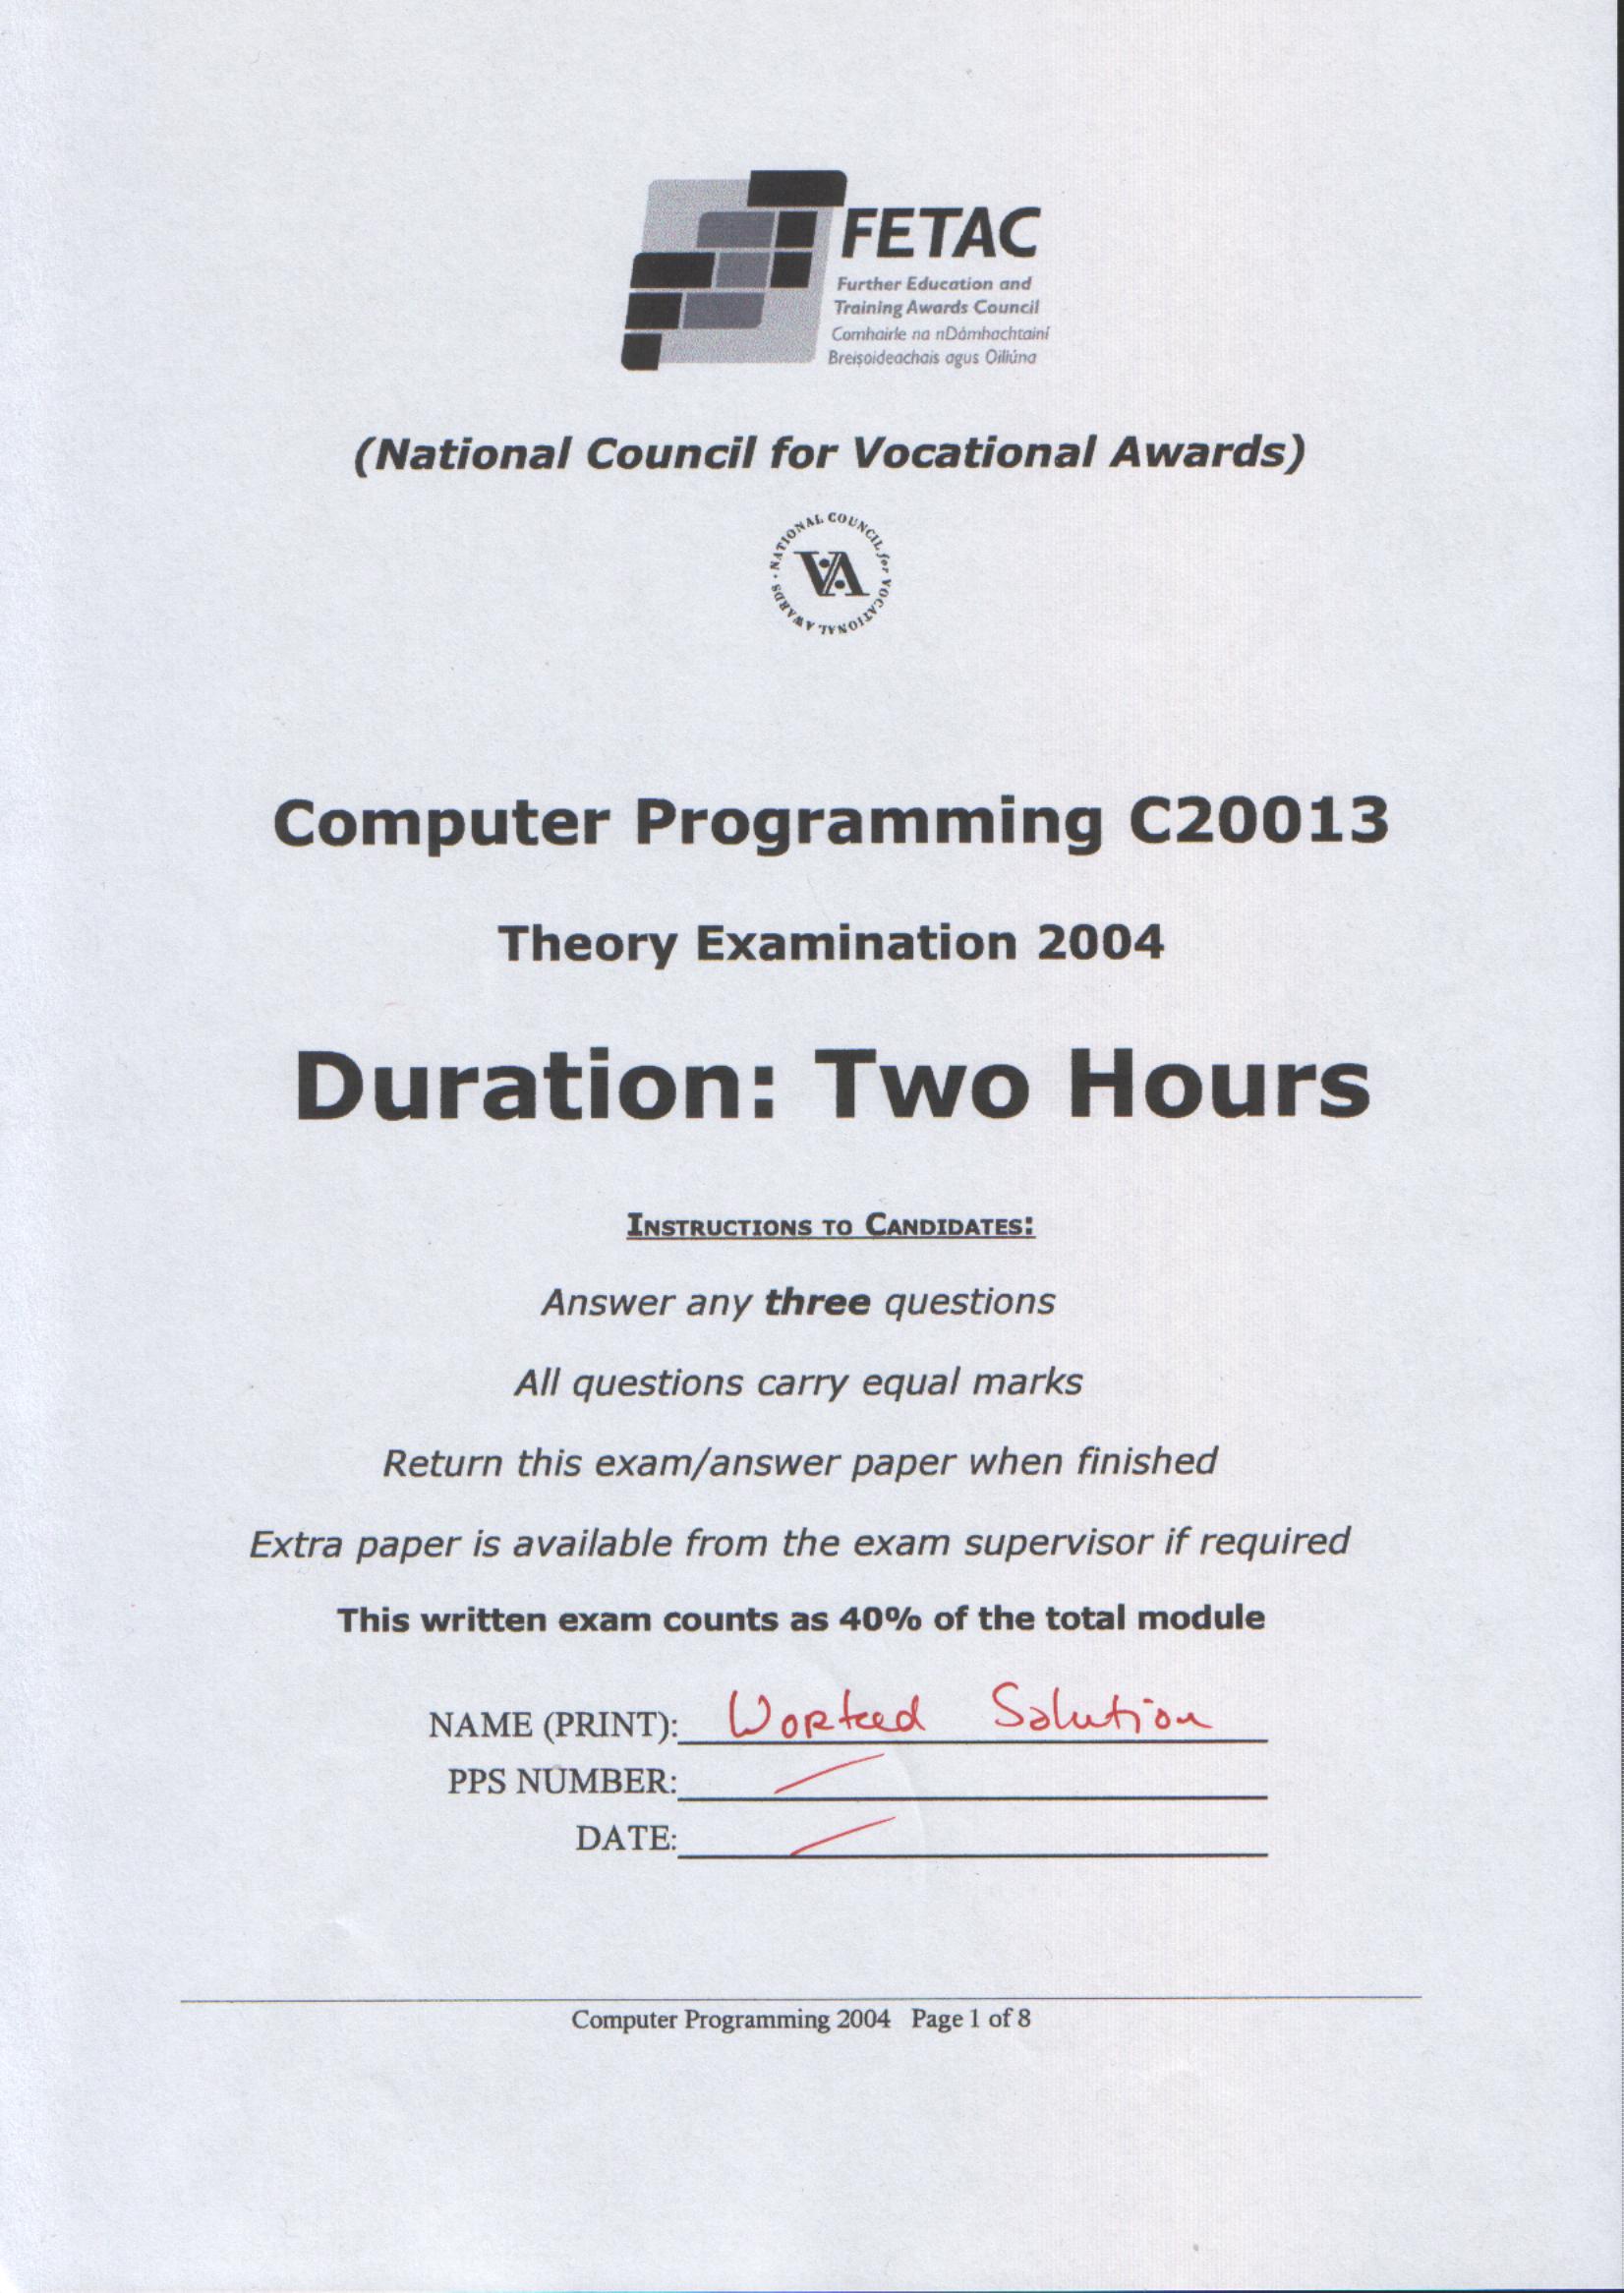 FETAC
Further Education and
Training Awards Council
Comhairle na nDámhachtainí
Breisoideachais agus Oiliúna
(National Council for Vocational Awards)
NATIONAL COUNCIL for VOCATIONAL AWARDS ·
VA
Computer Programming C20013
Theory Examination 2004
Duration: Two Hours
INSTRUCTIONS TO CANDIDATES:
Answer any three questions
All questions carry equal marks
Return this exam/answer paper when finished
Extra paper is available from the exam supervisor if required
This written exam counts as 40% of the total module
NAME (PRINT): Worked Solution
PPS NUMBER:
DATE:
Computer Programming 2004 Page 1 of 8